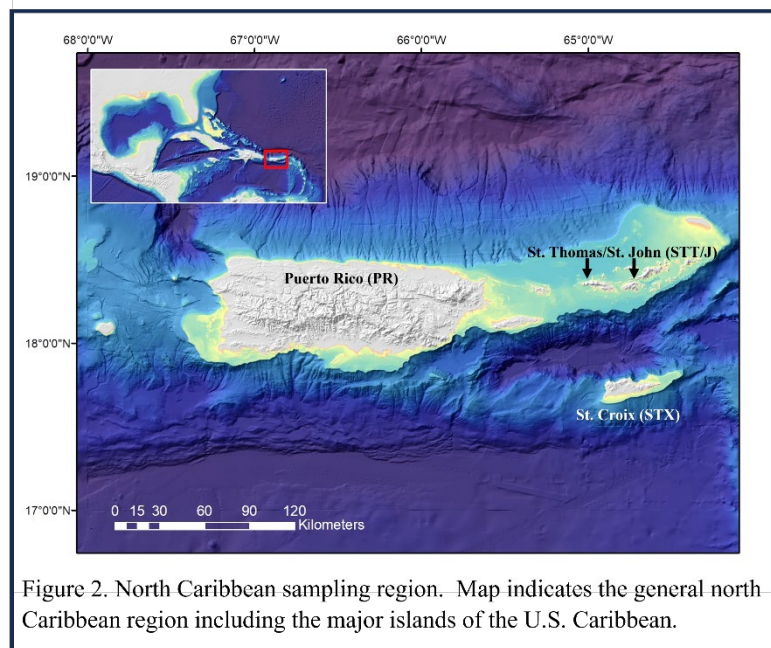 68°0'0"W 67°0'0"W 66°0'0"W 65°0'0"W
19°0'0"N
St. Thomas/St. John (STT/J)
Puerto Rico (PR)
18°0'0"N
St. Croix (STX)
17°0'0"N
0 15 30 60 90 120
Kilometers
Figure 2. North Caribbean sampling region. Map indicates the general north
Caribbean region including the major islands of the U.S. Caribbean.